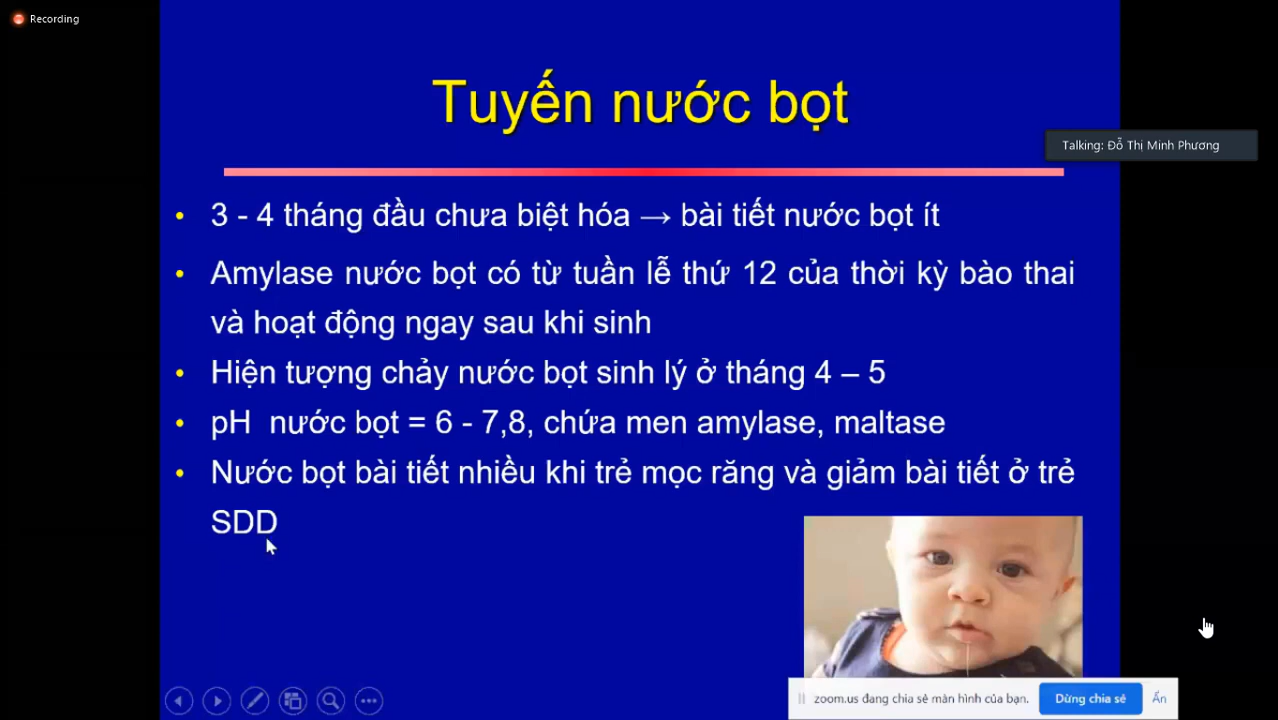 Recording
Tuyến nước bọt
Talking: Đỗ Thị Minh Phương
• 3 - 4 tháng đầu chưa biệt hóa → bài tiết nước bọt ít
• Amylase nước bọt có từ tuần lễ thứ 12 của thời kỳ bào thai
và hoạt động ngay sau khi sinh
• Hiện tượng chảy nước bọt sinh lý ở tháng 4 – 5
• pH nước bọt = 6 - 7,8, chứa men amylase, maltase
• Nước bọt bài tiết nhiều khi trẻ mọc răng và giảm bài tiết ở trẻ
SDD
zoom.us đang chia sẻ màn hình của bạn. Dừng chia sẻ Ẩn